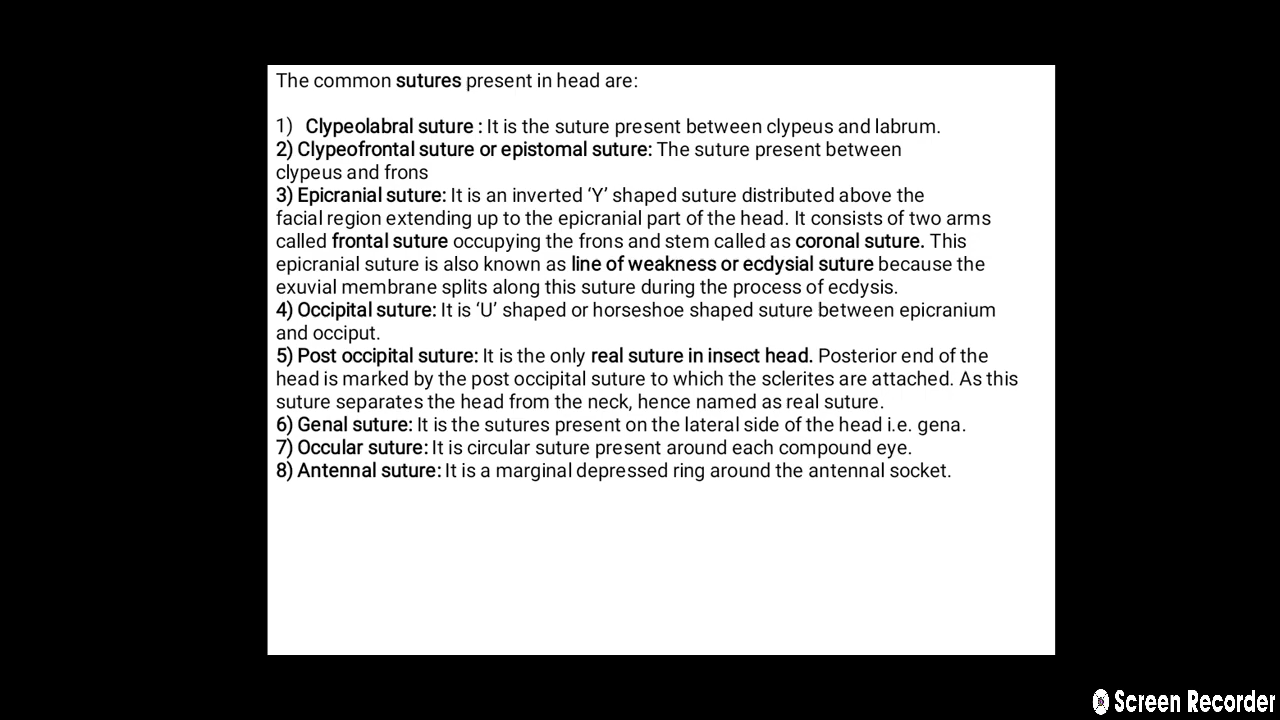 The common sutures present in head are:
1) Clypeolabral suture : It is the suture present between clypeus and labrum.
2) Clypeofrontal suture or epistomal suture: The suture present between
clypeus and frons
3) Epicranial suture: It is an inverted ‘Y’ shaped suture distributed above the
facial region extending up to the epicranial part of the head. It consists of two arms
called frontal suture occupying the frons and stem called as coronal suture. This
epicranial suture is also known as line of weakness or ecdysial suture because the
exuvial membrane splits along this suture during the process of ecdysis.
4) Occipital suture: It is ‘U’ shaped or horseshoe shaped suture between epicranium
and occiput.
5) Post occipital suture: It is the only real suture in insect head. Posterior end of the
head is marked by the post occipital suture to which the sclerites are attached. As this
suture separates the head from the neck, hence named as real suture.
6) Genal suture: It is the sutures present on the lateral side of the head i.e. gena.
7) Occular suture: It is circular suture present around each compound eye.
8) Antennal suture: It is a marginal depressed ring around the antennal socket.
Screen Recorder